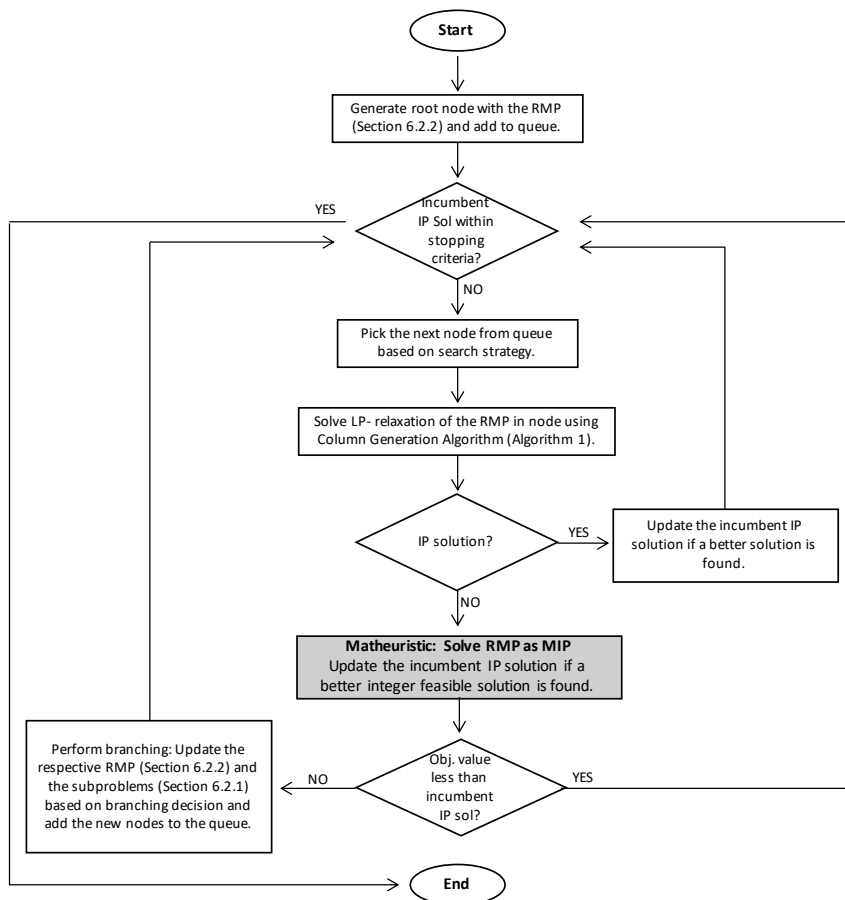 Start
Generate root node with the RMP
(Section 6.2.2) and add to queue.
YES
Incumbent
IP Sol within
stopping
criteria?
NO
Pick the next node from queue
based on search strategy.
Solve LP- relaxation of the RMP in node using
Column Generation Algorithm (Algorithm 1).
IP solution?
YES
Update the incumbent IP
solution if a better solution is
found.
NO
Matheuristic: Solve RMP as MIP
Update the incumbent IP solution if a
better integer feasible solution is found.
Perform branching: Update the
respective RMP (Section 6.2.2) and
the subproblems (Section 6.2.1)
based on branching decision and
add the new nodes to the queue.
NO
Obj. value
less than
incumbent
IP sol?
YES
End